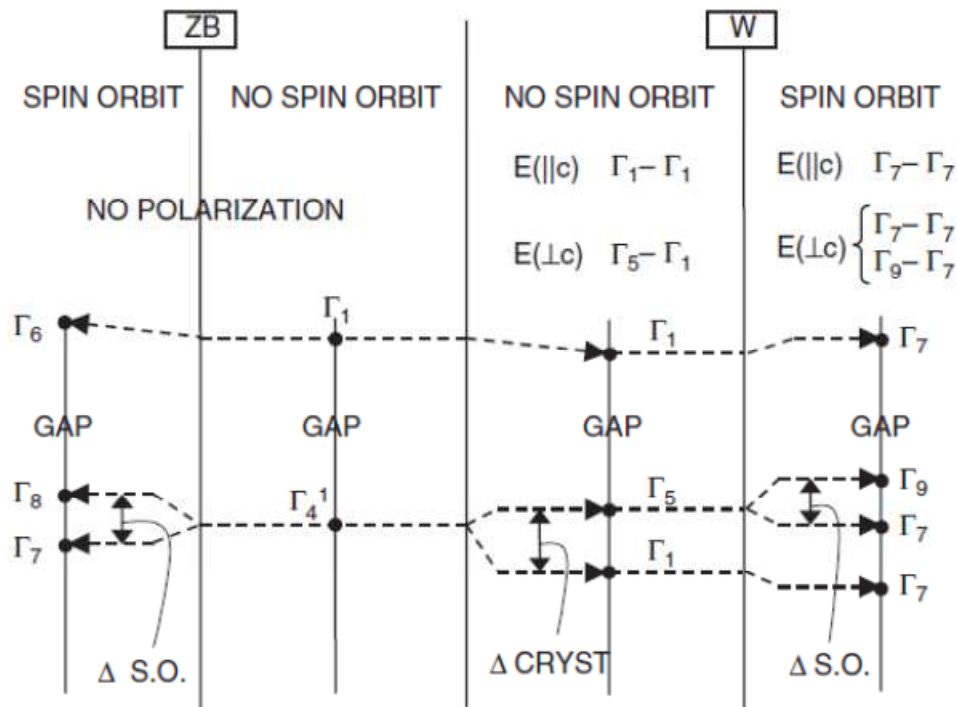 ZB
W
SPIN ORBIT
NO SPIN ORBIT
NO SPIN ORBIT
SPIN ORBIT
E(||c) Γ₁– Γ₁
Γ₇– Γ₇
E(||c)
NO POLARIZATION
E(⊥c) Γ₅– Γ₁
E(⊥c)
Γ₇– Γ₇
Γ₉– Γ₇
Γ₆
Γ₁
Γ₁
Γ₇
GAP
GAP
GAP
GAP
Γ₈
Γ₄¹
Γ₅
Γ₉
Γ₇
Γ₁
Γ₇
Γ₇
Δ S.O.
Δ CRYST
Δ S.O.